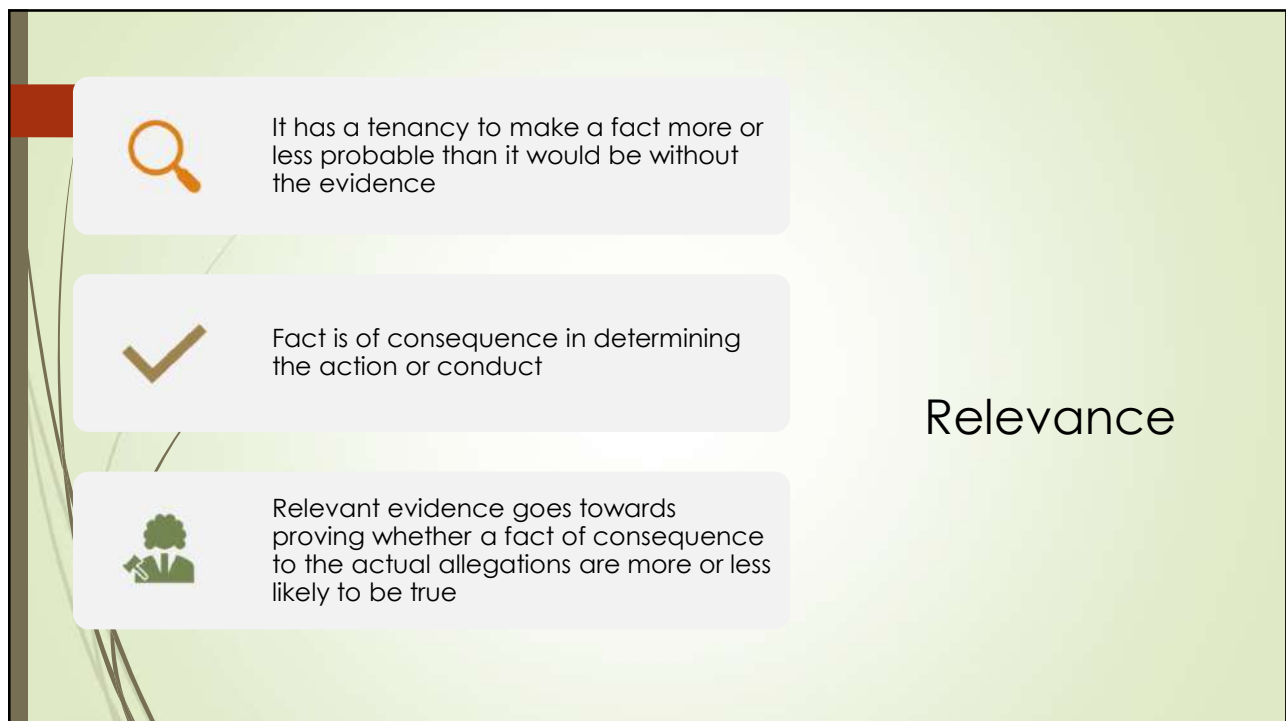 It has a tenancy to make a fact more or
less probable than it would be without
the evidence
Fact is of consequence in determining
the action or conduct
Relevance
Relevant evidence goes towards
proving whether a fact of consequence
to the actual allegations are more or less
likely to be true